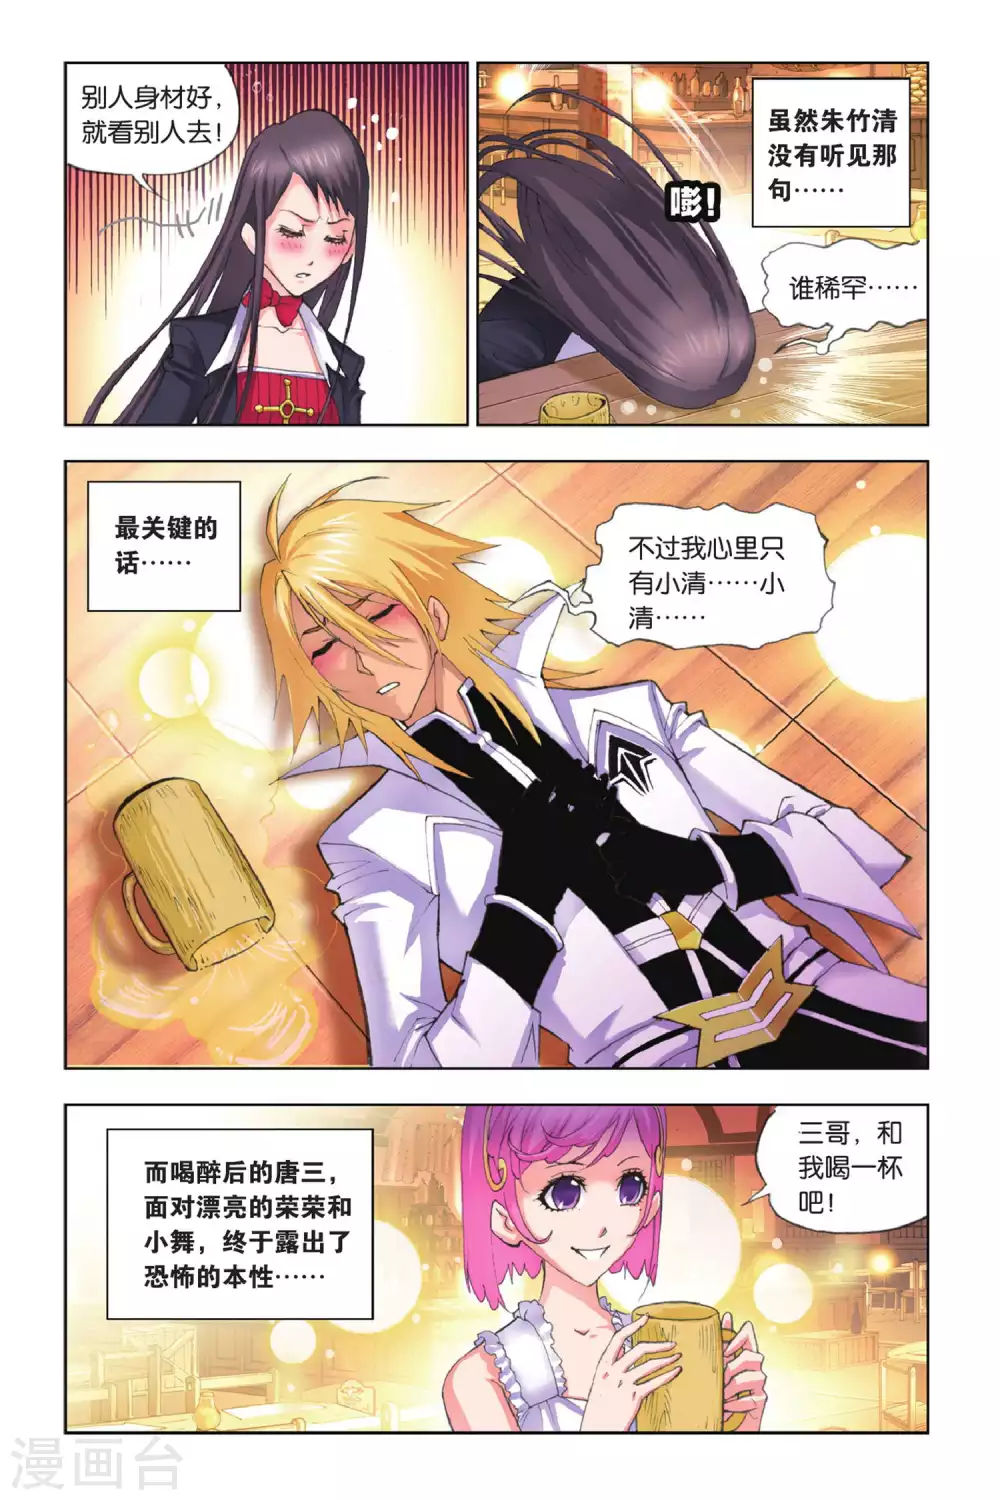 别人身材好，
就看别人去！
虽然朱竹清
没有听见那
句……
嘭！
谁稀罕……
最关键的
话……
不过我心里只
有小清……小
清……
而喝醉后的唐三，
面对漂亮的荣荣和
小舞，终于露出了
恐怖的本性……
三哥，和
我喝一杯
吧！
漫画台